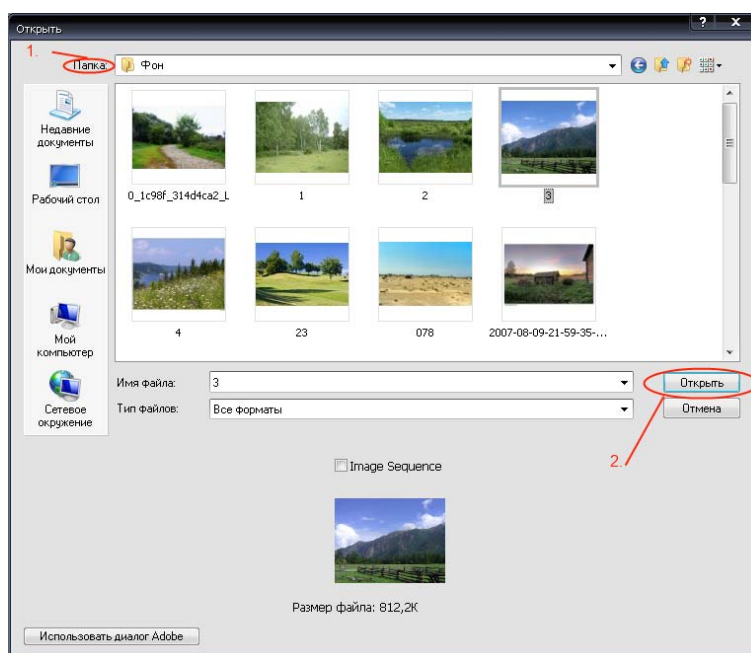 Открыть
? X
1.
Папка: Фон
Недавние документы
Рабочий стол
Мои документы
Мой компьютер
Сетевое окружение
0_1c98f_314d4ca2_L
1
2
3
4
23
078
2007-08-09-21-59-35-...
Имя файла: 3
Открыть
Тип файлов: Все форматы
Отмена
2.
Image Sequence
Размер файла: 812,2К
Использовать диалог Adobe